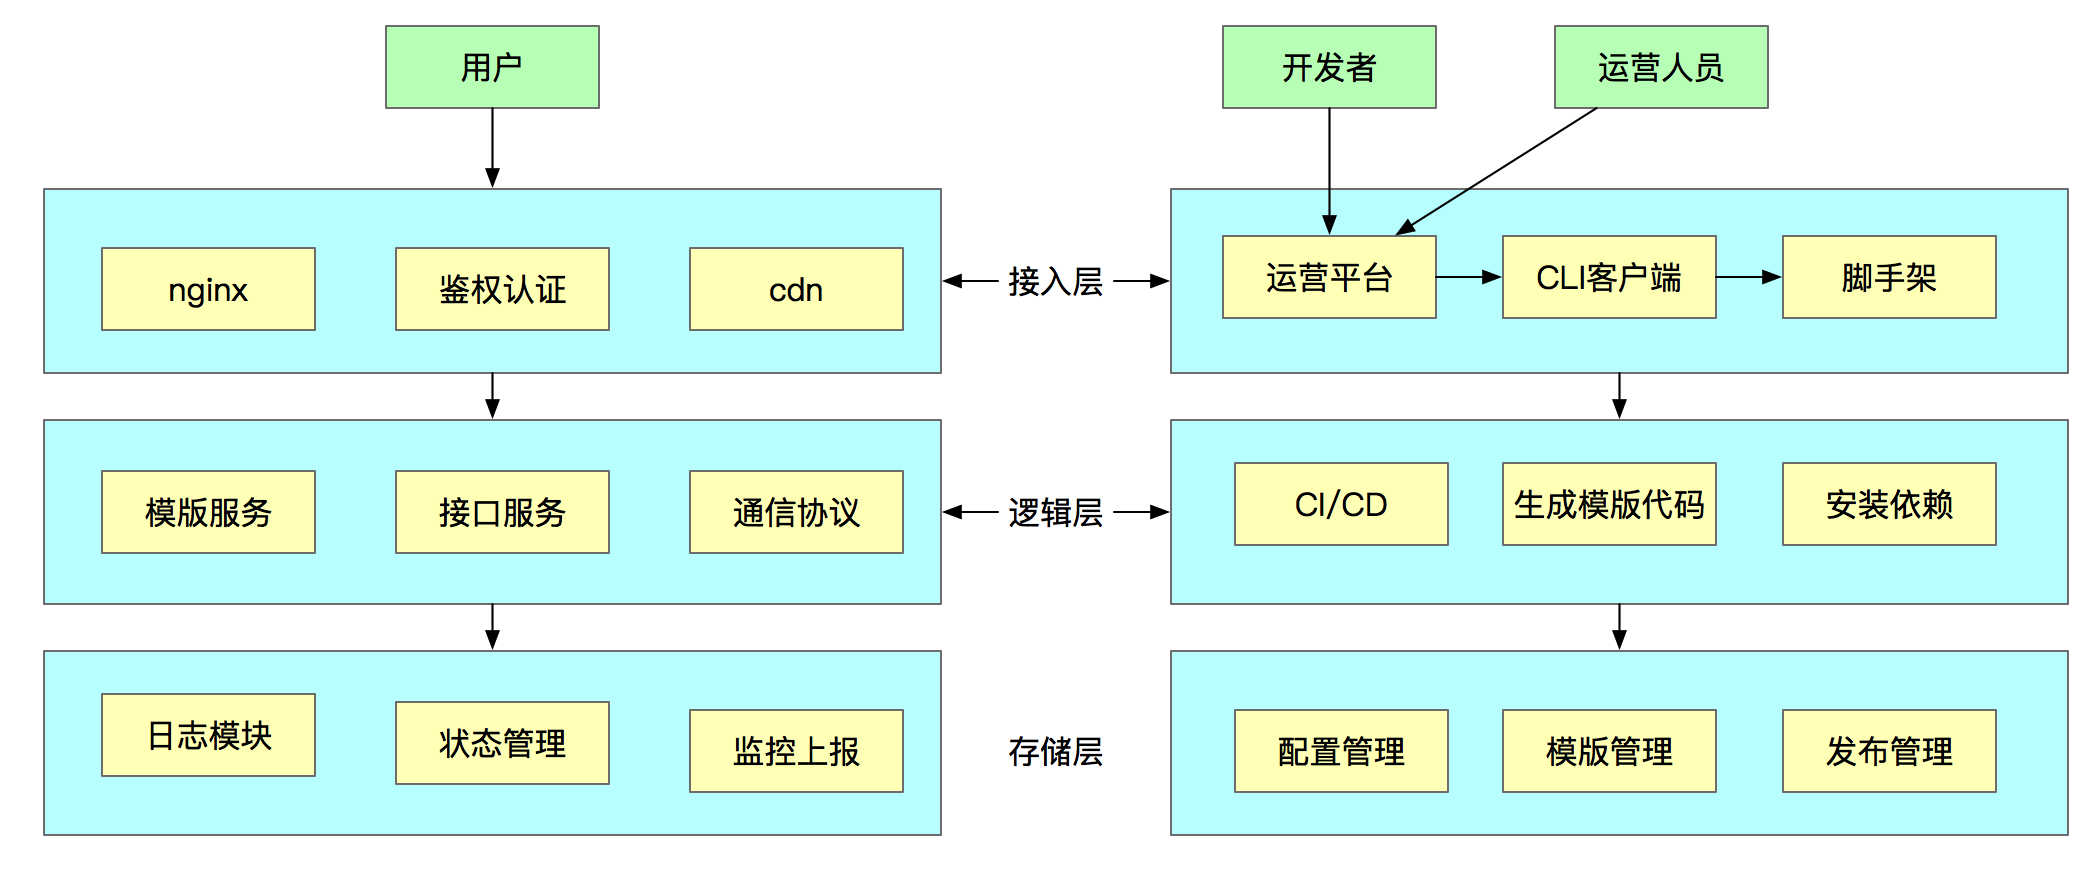 用户
开发者
运营人员
nginx
鉴权认证
cdn
接入层
运营平台
CLI客户端
脚手架
模版服务
接口服务
通信协议
逻辑层
CI/CD
生成模版代码
安装依赖
日志模块
状态管理
监控上报
存储层
配置管理
模版管理
发布管理